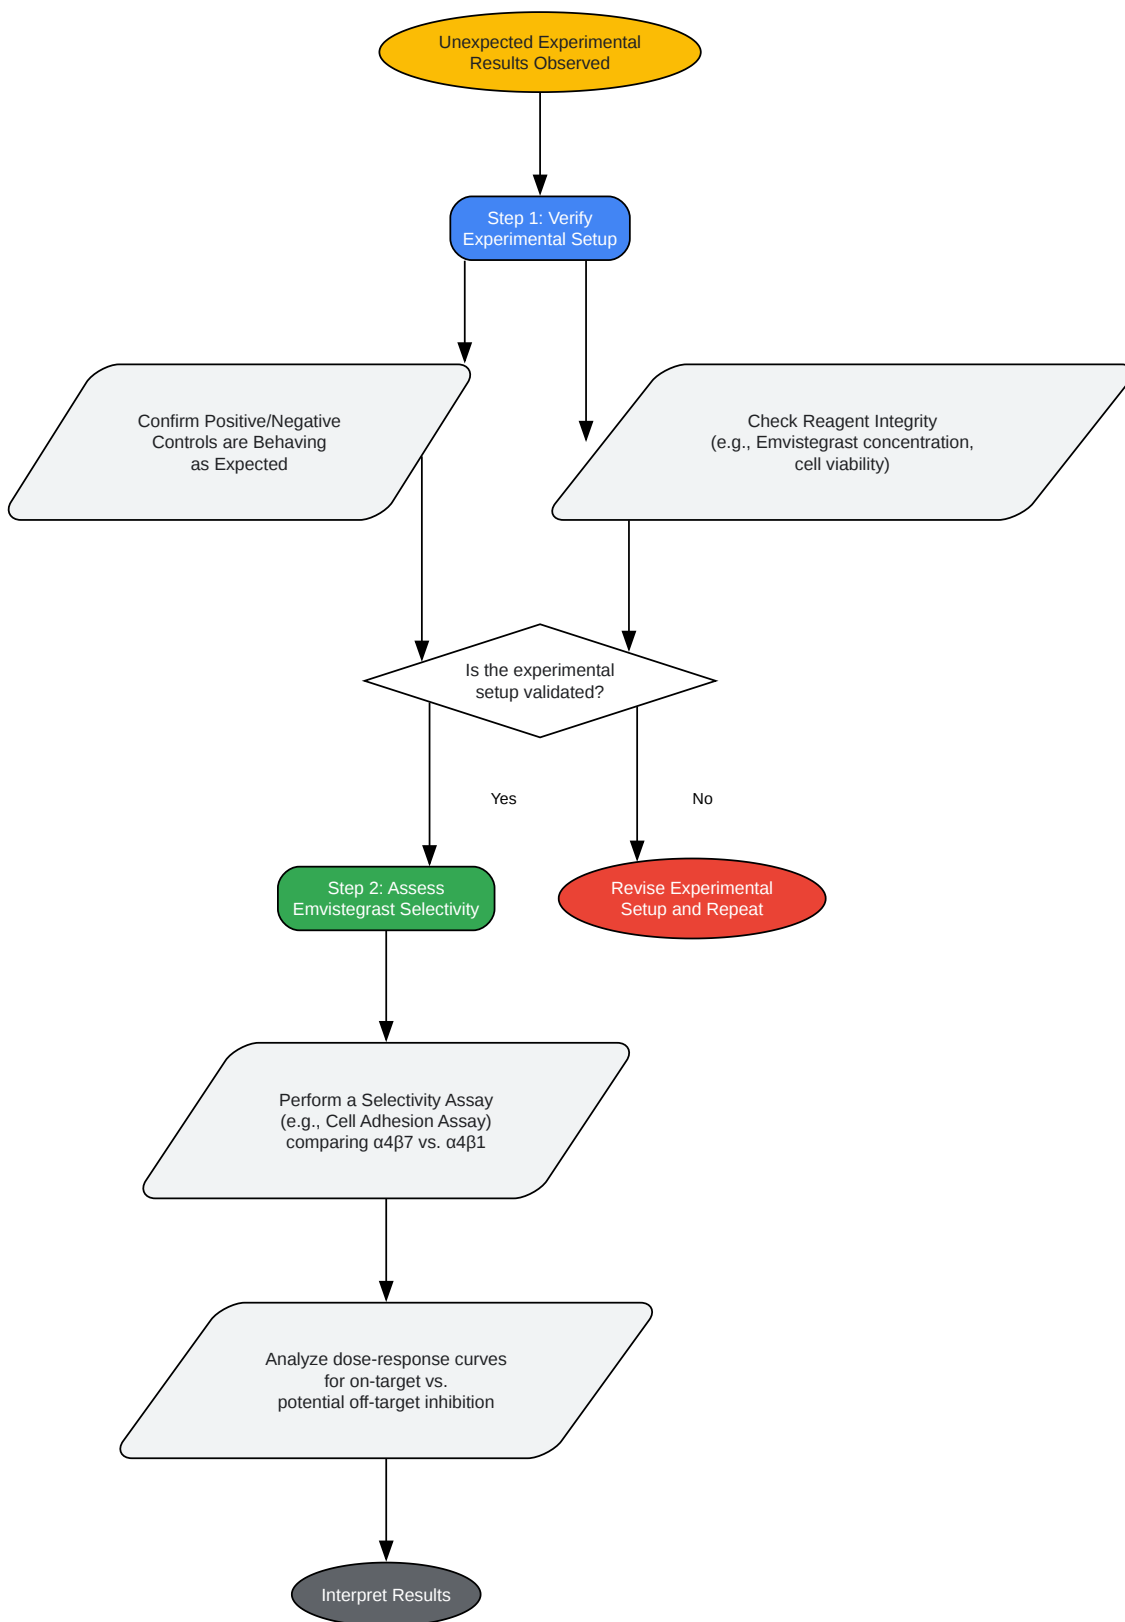 Unexpected Experimental
Results Observed
Step 1: Verify
Experimental Setup
Confirm Positive/Negative
Controls are Behaving
as Expected
Check Reagent Integrity
(e.g., Emvistegrast concentration,
cell viability)
Is the experimental
setup validated?
Yes
No
Step 2: Assess
Emvistegrast Selectivity
Revise Experimental
Setup and Repeat
Perform a Selectivity Assay
(e.g., Cell Adhesion Assay)
comparing α4β7 vs. α4β1
Analyze dose-response curves
for on-target vs.
potential off-target inhibition
Interpret Results